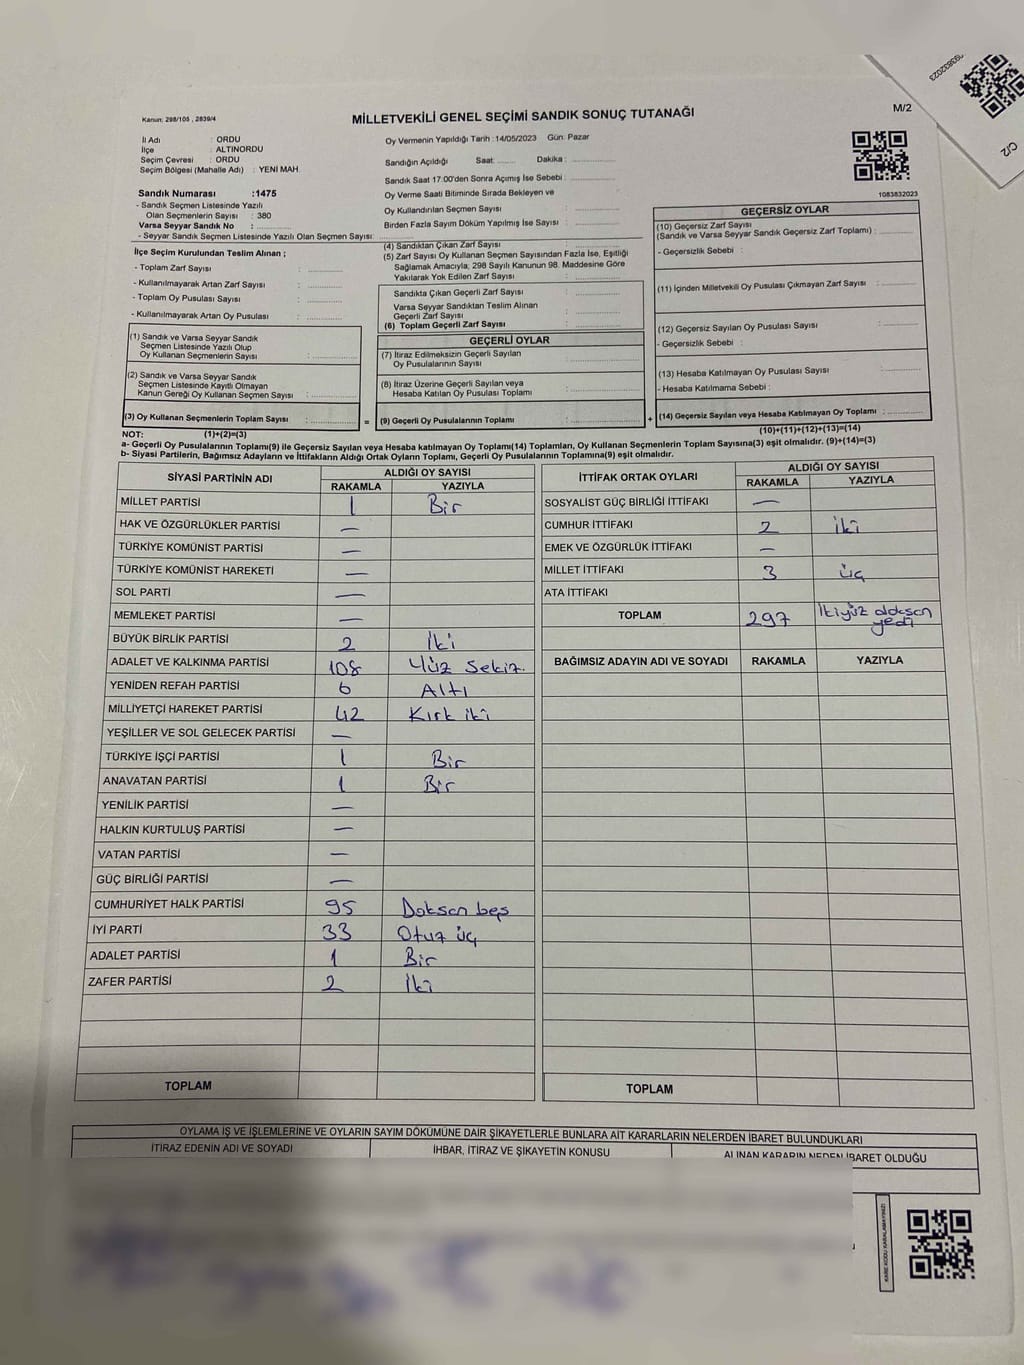 093832023
C/2
M/2
Kanun: 298/105 , 2839/4
MİLLETVEKİLİ GENEL SEÇİMİ SANDIK SONUÇ TUTANAĞI
İl Adı : ORDU
İlçe : ALTINORDU
Seçim Çevresi : ORDU
Seçim Bölgesi (Mahalle Adı) : YENİ MAH.
Sandık Numarası :1475
- Sandık Seçmen Listesinde Yazılı
Olan Seçmenlerin Sayısı : 380
Varsa Seyyar Sandık No :
- Seyyar Sandık Seçmen Listesinde Yazılı Olan Seçmen Sayısı:
Oy Vermenin Yapıldığı Tarih :14/05/2023 Gün: Pazar
Sandığın Açıldığı Saat: Dakika :
Sandık Saat 17:00'den Sonra Açımış İse Sebebi :
Oy Verme Saati Bitiminde Sırada Bekleyen ve
Oy Kullandırılan Seçmen Sayısı :
Birden Fazla Sayım Döküm Yapılmış İse Sayısı :
1083832023
İlçe Seçim Kurulundan Teslim Alınan ;
- Toplam Zarf Sayısı :
- Kullanılmayarak Artan Zarf Sayısı :
- Toplam Oy Pusulası Sayısı :
- Kullanılmayarak Artan Oy Pusulası :
(1) Sandık ve Varsa Seyyar Sandık
Seçmen Listesinde Yazılı Olup
Oy Kullanan Seçmenlerin Sayısı :
(2) Sandık ve Varsa Seyyar Sandık
Seçmen Listesinde Kayıtlı Olmayan
Kanun Gereği Oy Kullanan Seçmen Sayısı :
(3) Oy Kullanan Seçmenlerin Toplam Sayısı : =
(4) Sandıktan Çıkan Zarf Sayısı :
(5) Zarf Sayısı Oy Kullanan Seçmen Sayısından Fazla İse, Eşitliği
Sağlamak Amacıyla; 298 Sayılı Kanunun 98. Maddesine Göre
Yakılarak Yok Edilen Zarf Sayısı :
Sandıkta Çıkan Geçerli Zarf Sayısı :
Varsa Seyyar Sandıktan Teslim Alınan
Geçerli Zarf Sayısı :
(6) Toplam Geçerli Zarf Sayısı :
GEÇERLİ OYLAR
(7) İtiraz Edilmeksizin Geçerli Sayılan
Oy Pusulalarının Sayısı :
(8) İtiraz Üzerine Geçerli Sayılan veya
Hesaba Katılan Oy Pusulası Toplamı :
(9) Geçerli Oy Pusulalarının Toplamı : +
GEÇERSİZ OYLAR
(10) Geçersiz Zarf Sayısı
(Sandık ve Varsa Seyyar Sandık Geçersiz Zarf Toplamı) :
- Geçersizlik Sebebi :
(11) İçinden Milletvekili Oy Pusulası Çıkmayan Zarf Sayısı :
(12) Geçersiz Sayılan Oy Pusulası Sayısı :
- Geçersizlik Sebebi :
(13) Hesaba Katılmayan Oy Pusulası Sayısı :
- Hesaba Katılmama Sebebi :
(14) Geçersiz Sayılan veya Hesaba Katılmayan Oy Toplamı :
NOT: (1)+(2)=(3)
(10)+(11)+(12)+(13)=(14)
a- Geçerli Oy Pusulalarının Toplamı(9) ile Geçersiz Sayılan veya Hesaba katılmayan Oy Toplamı(14) Toplamları, Oy Kullanan Seçmenlerin Toplam Sayısına(3) eşit olmalıdır. (9)+(14)=(3)
b- Siyasi Partilerin, Bağımsız Adayların ve İttifakların Aldığı Ortak Oyların Toplamı, Geçerli Oy Pusulalarının Toplamına(9) eşit olmalıdır.
SİYASİ PARTİNİN ADI
ALDIĞI OY SAYISI
RAKAMLA YAZIYLA
MİLLET PARTİSİ 1 Bir
HAK VE ÖZGÜRLÜKLER PARTİSİ —
TÜRKİYE KOMÜNİST PARTİSİ —
TÜRKİYE KOMÜNİST HAREKETİ —
SOL PARTİ —
MEMLEKET PARTİSİ —
BÜYÜK BİRLİK PARTİSİ 2 İki
ADALET VE KALKINMA PARTİSİ 108 Yüz Sekiz.
YENİDEN REFAH PARTİSİ 6 Altı
MİLLİYETÇİ HAREKET PARTİSİ 42 Kırk iki
YEŞİLLER VE SOL GELECEK PARTİSİ —
TÜRKİYE İŞÇİ PARTİSİ 1 Bir
ANAVATAN PARTİSİ 1 Bir
YENİLİK PARTİSİ —
HALKIN KURTULUŞ PARTİSİ —
VATAN PARTİSİ —
GÜÇ BİRLİĞİ PARTİSİ —
CUMHURİYET HALK PARTİSİ 95 Doksan beş
İYİ PARTİ 33 Otuz üç
ADALET PARTİSİ 1 Bir
ZAFER PARTİSİ 2 İki
TOPLAM
İTTİFAK ORTAK OYLARI
ALDIĞI OY SAYISI
RAKAMLA YAZIYLA
SOSYALİST GÜÇ BİRLİĞİ İTTİFAKI —
CUMHUR İTTİFAKI 2 iki
EMEK VE ÖZGÜRLÜK İTTİFAKI —
MİLLET İTTİFAKI 3 üç
ATA İTTİFAKI
TOPLAM 297 İkiyüz doksan
yedi
BAĞIMSIZ ADAYIN ADI VE SOYADI RAKAMLA YAZIYLA
TOPLAM
OYLAMA İŞ VE İŞLEMLERİNE VE OYLARIN SAYIM DÖKÜMÜNE DAİR ŞİKAYETLERLE BUNLARA AİT KARARLARIN NELERDEN İBARET BULUNDUKLARI
İTİRAZ EDENİN ADI VE SOYADI İHBAR, İTİRAZ VE ŞİKAYETİN KONUSU ALINAN KARARIN NEDEN İBARET OLDUĞU
KARE KODU KARALAMAYINIZ!